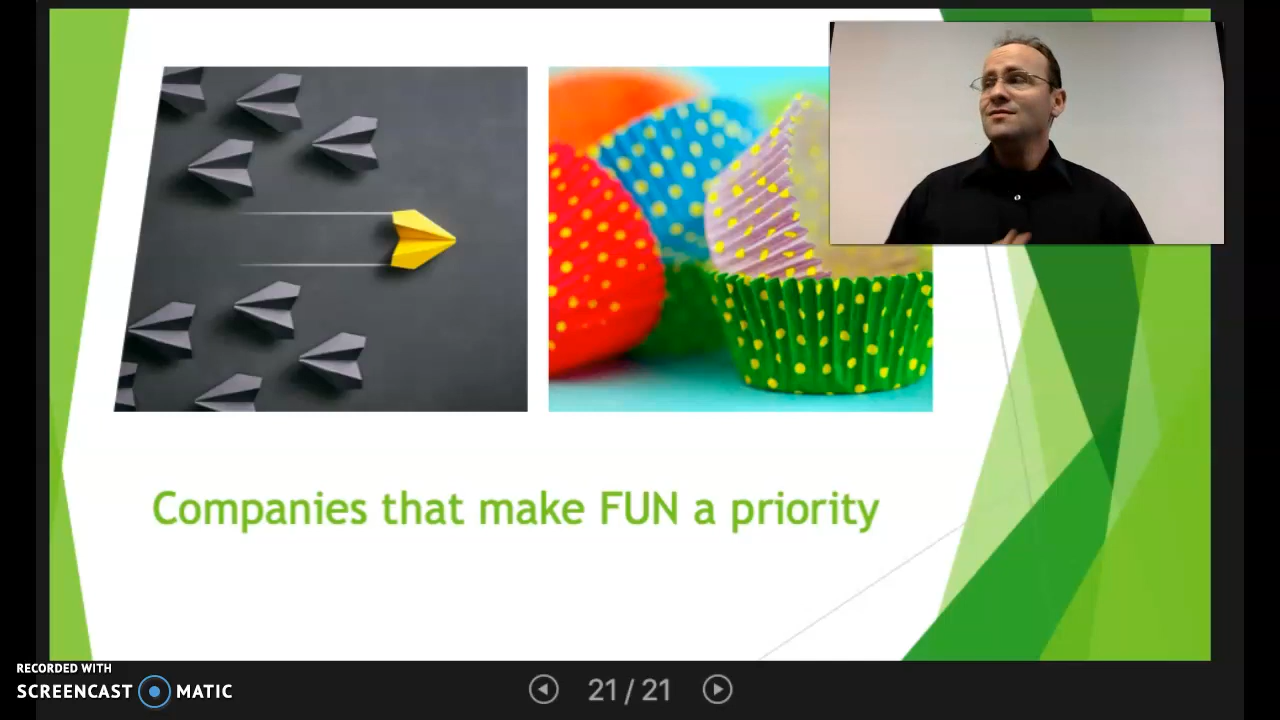 Companies that make FUN a priority
RECORDED WITH
SCREENCAST MATIC
21 / 21